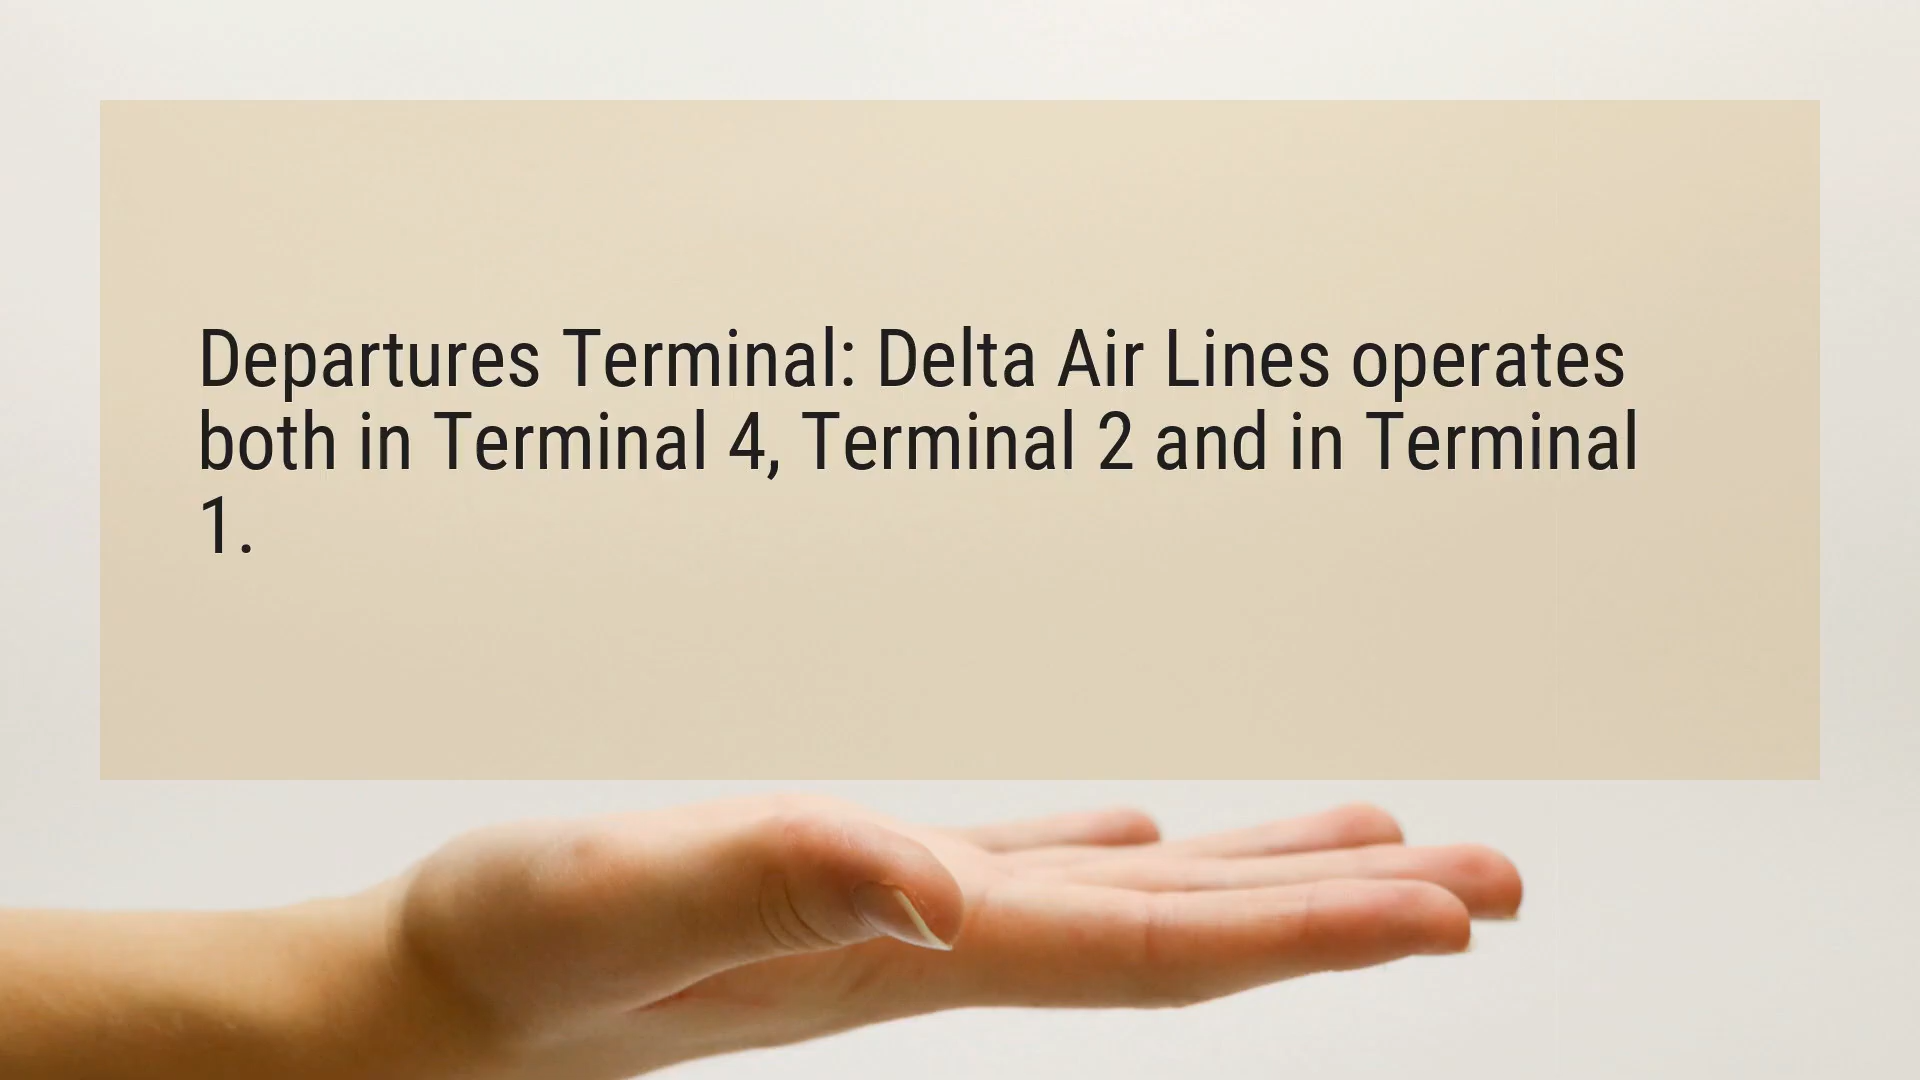 Departures Terminal: Delta Air Lines operates
both in Terminal 4, Terminal 2 and in Terminal
1.